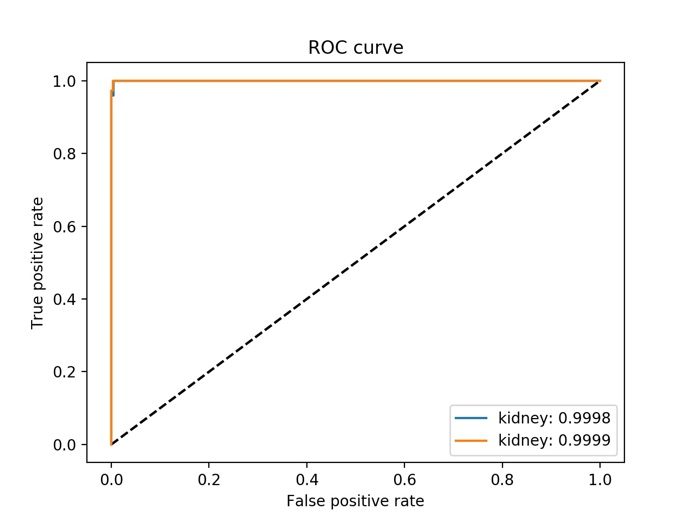 ROC curve
True positive rate
1.0
0.8
0.6
0.4
0.2
0.0
kidney: 0.9998
kidney: 0.9999
0.0 0.2 0.4 0.6 0.8 1.0
False positive rate